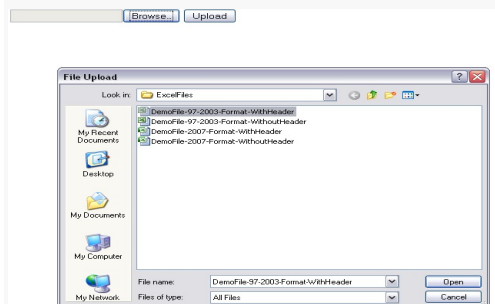 Browse... Upload
File Upload
Look in: ExcelFiles
DemoFile-97-2003-Format-WithHeader
DemoFile-97-2003-Format-WithoutHeader
DemoFile-2007-Format-WithHeader
DemoFile-2007-Format-WithoutHeader
My Recent
Documents
Desktop
My Documents
My Computer
My Network
File name: DemoFile-97-2003-Format-WithHeader Open
Files of type: All Files Cancel